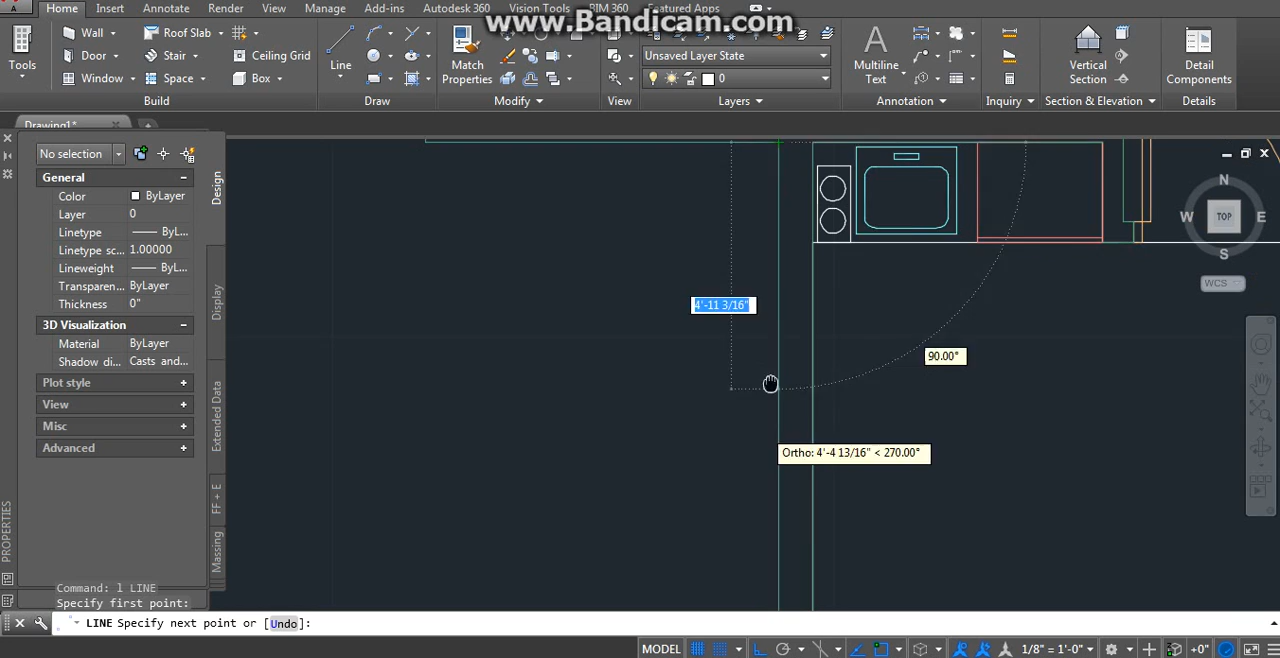 Home Insert Annotate Render View Manage Add-ins Autodesk 360 Vision Tools BIM 360 Featured Apps
www.Bandicam.com
Tools
Wall
Door
Window
Roof Slab
Stair
Space
Ceiling Grid
Box
Build
Line
Draw
Match Properties
Modify
View
Unsaved Layer State
0
Layers
Multiline Text
Annotation
Inquiry
Vertical Section
Section & Elevation
Detail Components
Details
Drawing1*
No selection
General
Color ByLayer
Layer 0
Linetype ByL...
Linetype sc... 1.00000
Lineweight ByL...
Transparen... ByLayer
Thickness 0"
3D Visualization
Material ByLayer
Shadow di... Casts and...
Plot style
View
Misc
Advanced
Design
Display
Extended Data
FF + E
Massing
PROPERTIES
4'-11 3/16"
90.00°
Ortho: 4'-4 13/16" < 270.00°
N
W TOP E
S
WCS
Command: l LINE
Specify first point:
LINE Specify next point or [Undo]:
MODEL 1/8" = 1'-0" +0"